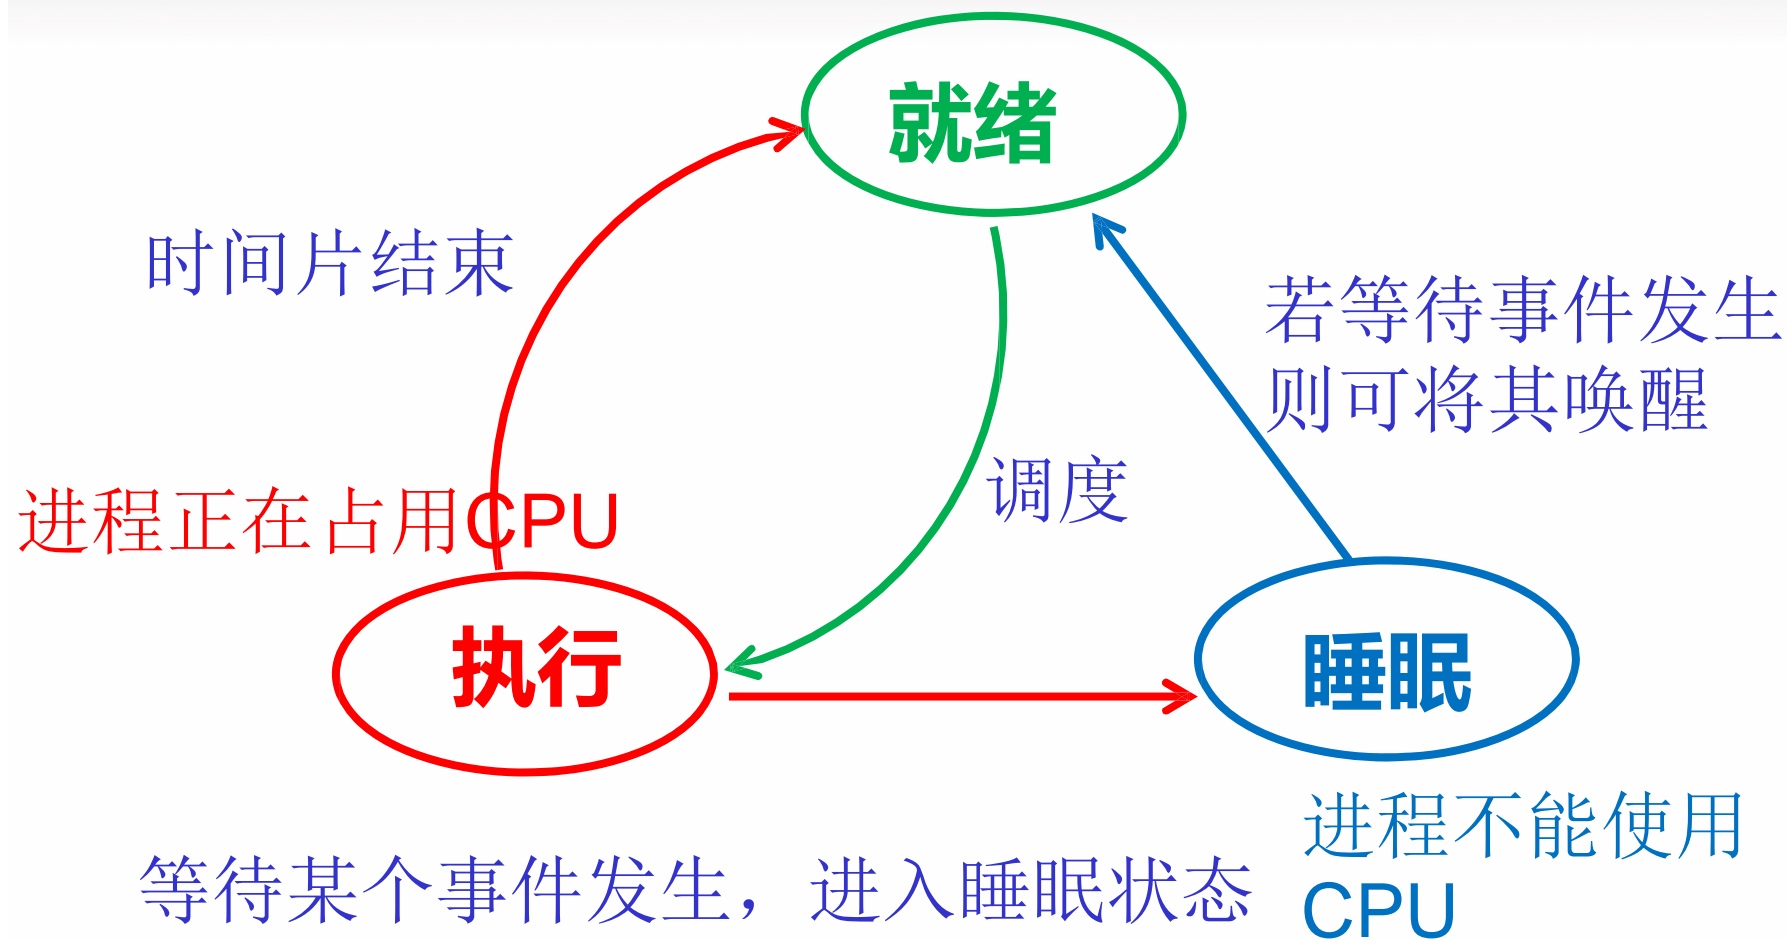 就绪
时间片结束
若等待事件发生
则可将其唤醒
调度
进程正在占用CPU
执行
睡眠
进程不能使用
CPU
等待某个事件发生，进入睡眠状态